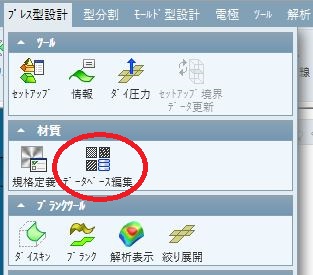 プレス型設計 型分割 モールド型設計 電極 ツール 解析
ツール
セットアップ 情報 ダイ圧力 セットアップ境界データ更新
線
材質
規格定義 データベース編集
ブランクツール
ダイスキン ブランク 解析表示 絞り展開